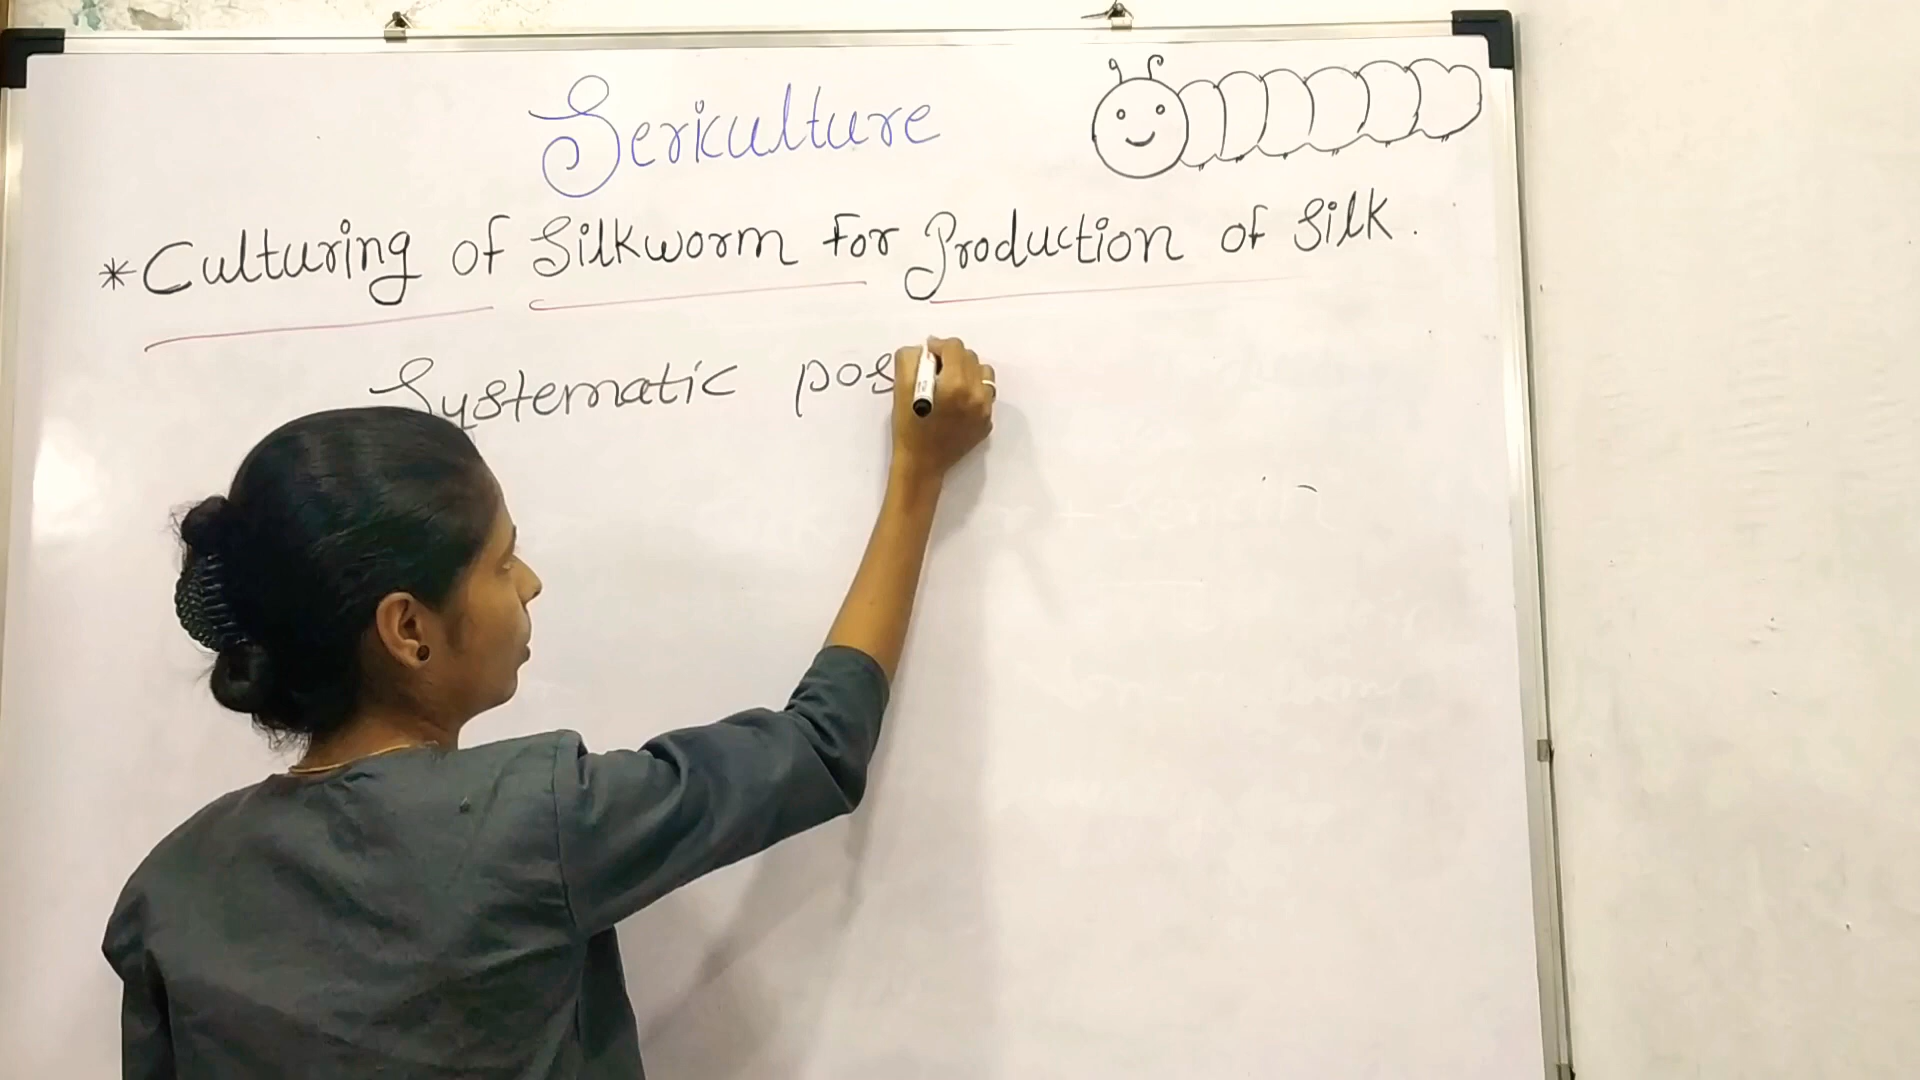 Sericulture
*Culturing of Silkworm For Production of Silk.
Systematic pos